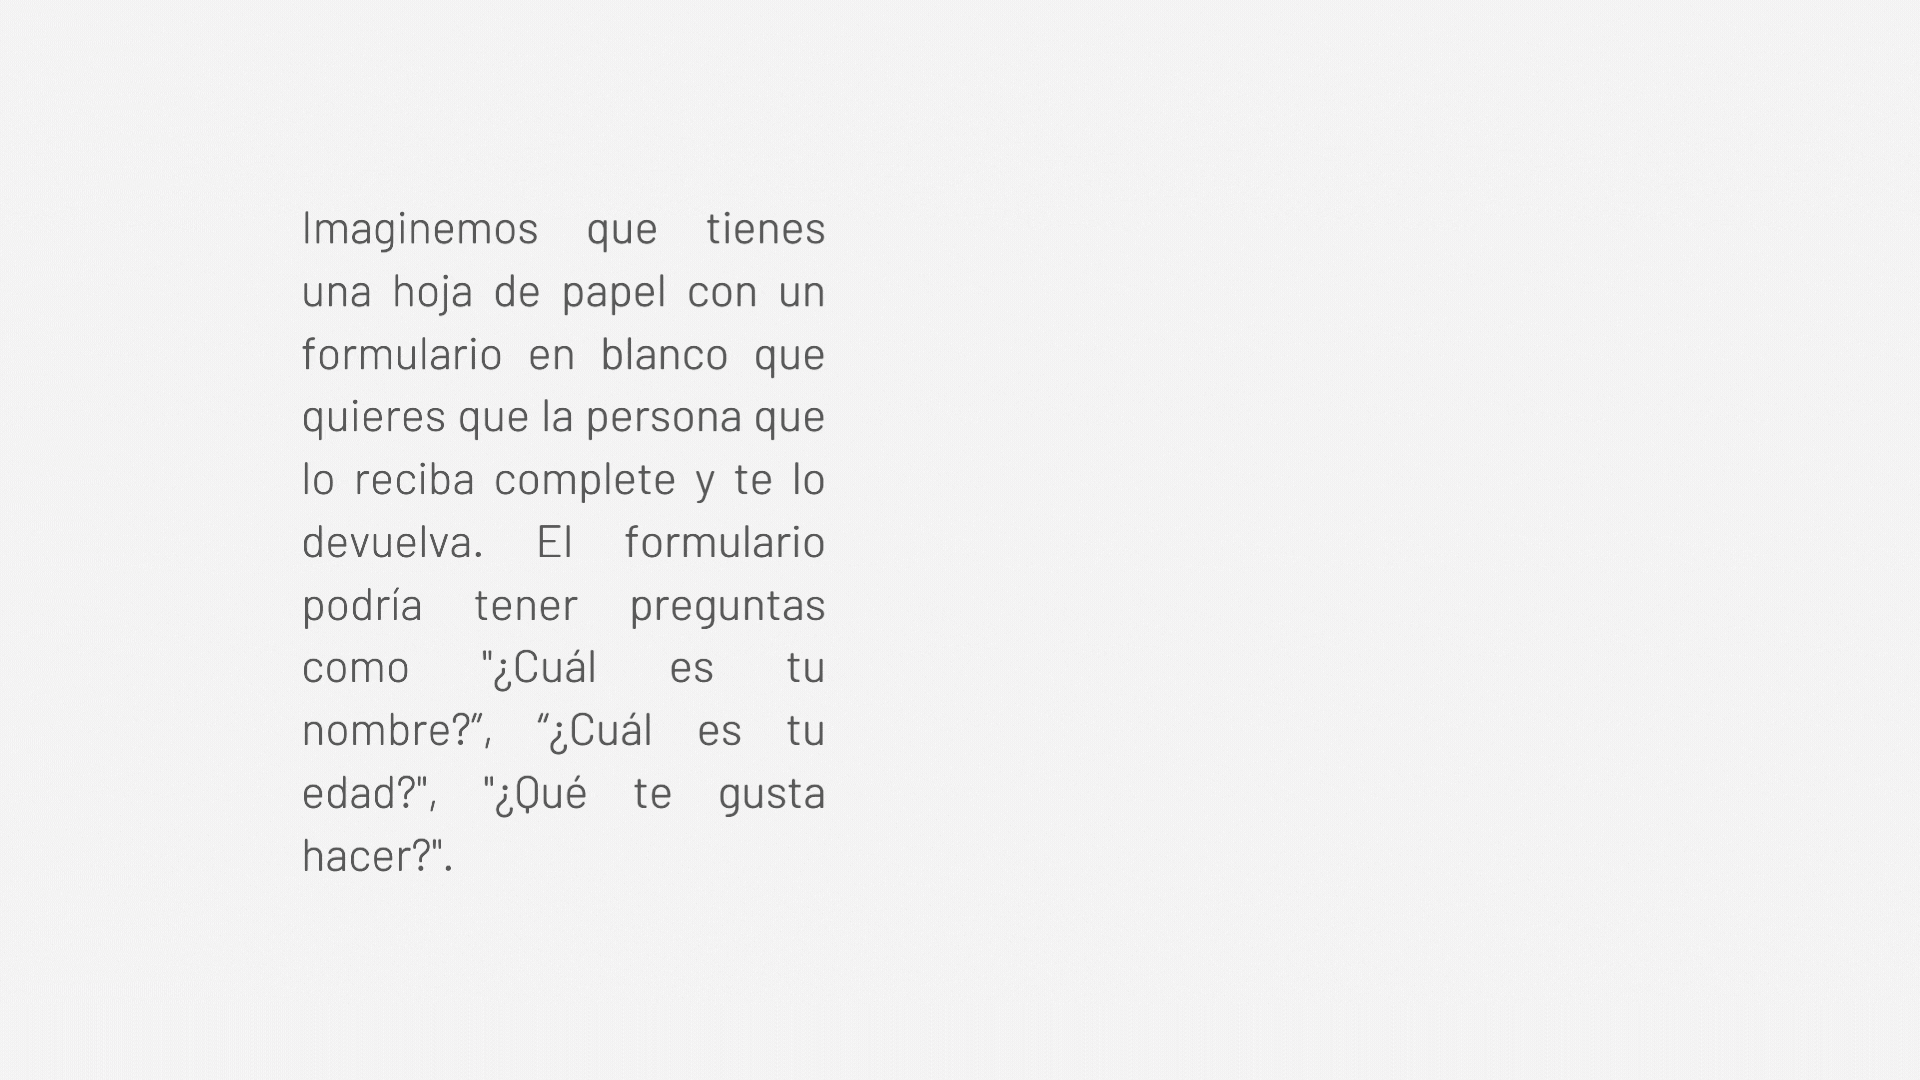 Imaginemos que tienes
una hoja de papel con un
formulario en blanco que
quieres que la persona que
lo reciba complete y te lo
devuelva. El formulario
podría tener preguntas
como "¿Cuál es tu
nombre?”, “¿Cuál es tu
edad?", "¿Qué te gusta
hacer?".